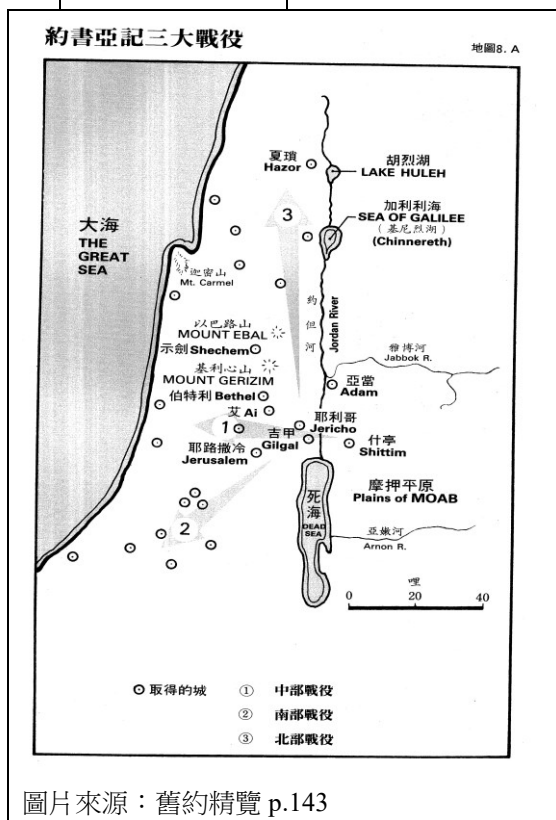 約書亞記三大戰役
地圖8. A
夏瑣
Hazor
胡烈湖
LAKE HULEH
加利利海
SEA OF GALILEE
(基尼烈湖)
(Chinnereth)
大海
THE
GREAT
SEA
3
迦密山
Mt. Carmel
約但河
Jordan River
以巴路山
MOUNT EBAL
示劍 Shechem
基利心山
MOUNT GERIZIM
雅博河
Jabbok R.
亞當
Adam
伯特利 Bethel
艾 Ai
1
耶利哥
Jericho
吉甲
Gilgal
什亭
Shittim
耶路撒冷
Jerusalem
摩押平原
Plains of MOAB
死海
DEAD
SEA
2
亞嫩河
Arnon R.
哩
0 20 40
取得的城
① 中部戰役
② 南部戰役
③ 北部戰役
圖片來源：舊約精覽 p.143